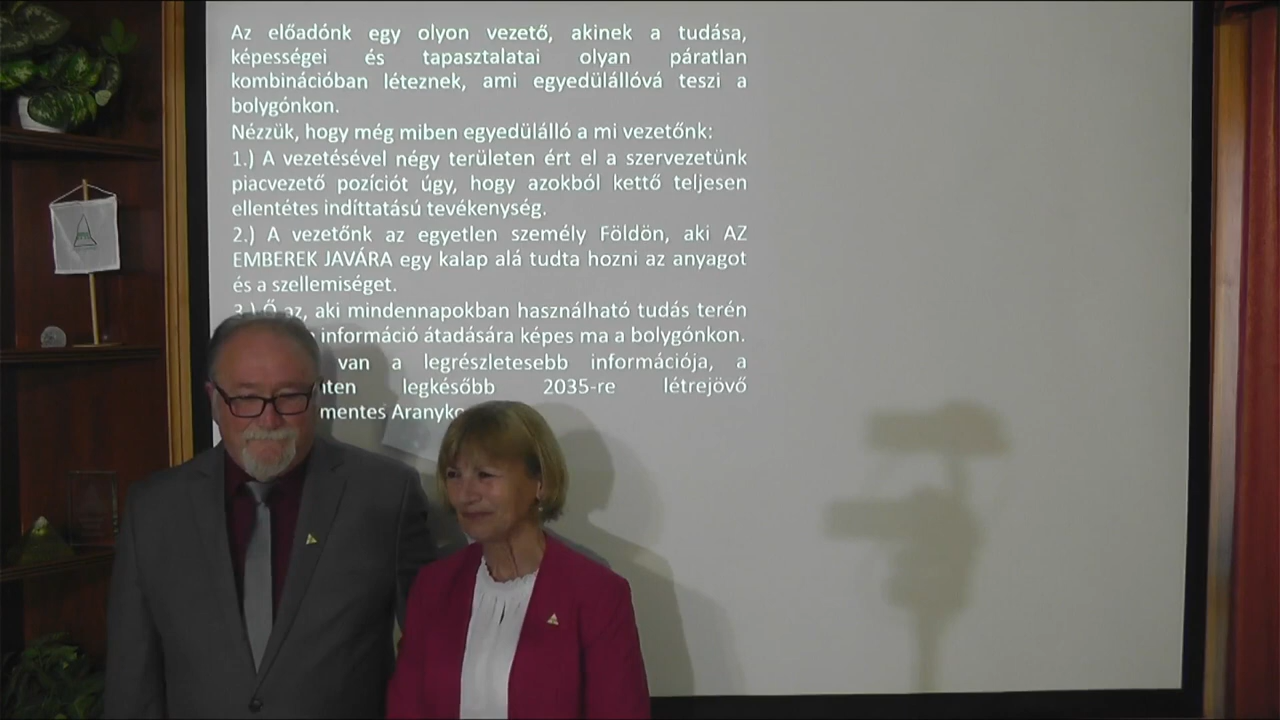 Az előadónk egy olyon vezető, akinek a tudása,
képességei és tapasztalatai olyan páratlan
kombinációban léteznek, ami egyedülállóvá teszi a
bolygónkon.
Nézzük, hogy még miben egyedülálló a mi vezetőnk:
1.) A vezetésével négy területen ért el a szervezetünk
piacvezető pozíciót úgy, hogy azokból kettő teljesen
ellentétes indíttatású tevékenység.
2.) A vezetőnk az egyetlen személy Földön, aki AZ
EMBEREK JAVÁRA egy kalap alá tudta hozni az anyagot
és a szellemiséget.
3.) Ő az, aki mindennapokban használható tudás terén
információ átadására képes ma a bolygónkon.
van a legrészletesebb információja, a
legkésőbb 2035-re létrejövő